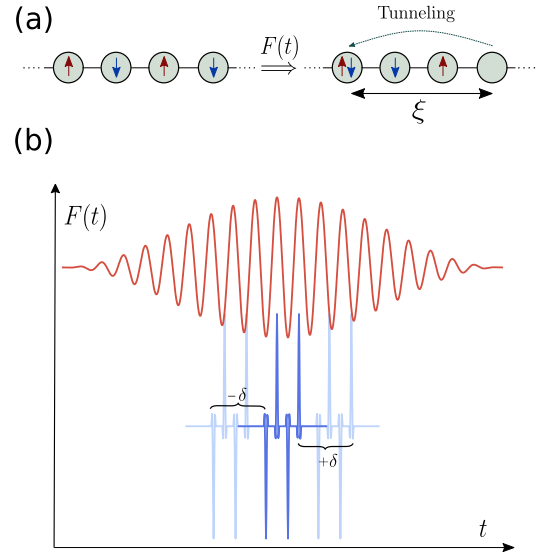 (a)
Tunneling
F(t)
⟹
ξ
(b)
F(t)
−δ
+δ
t